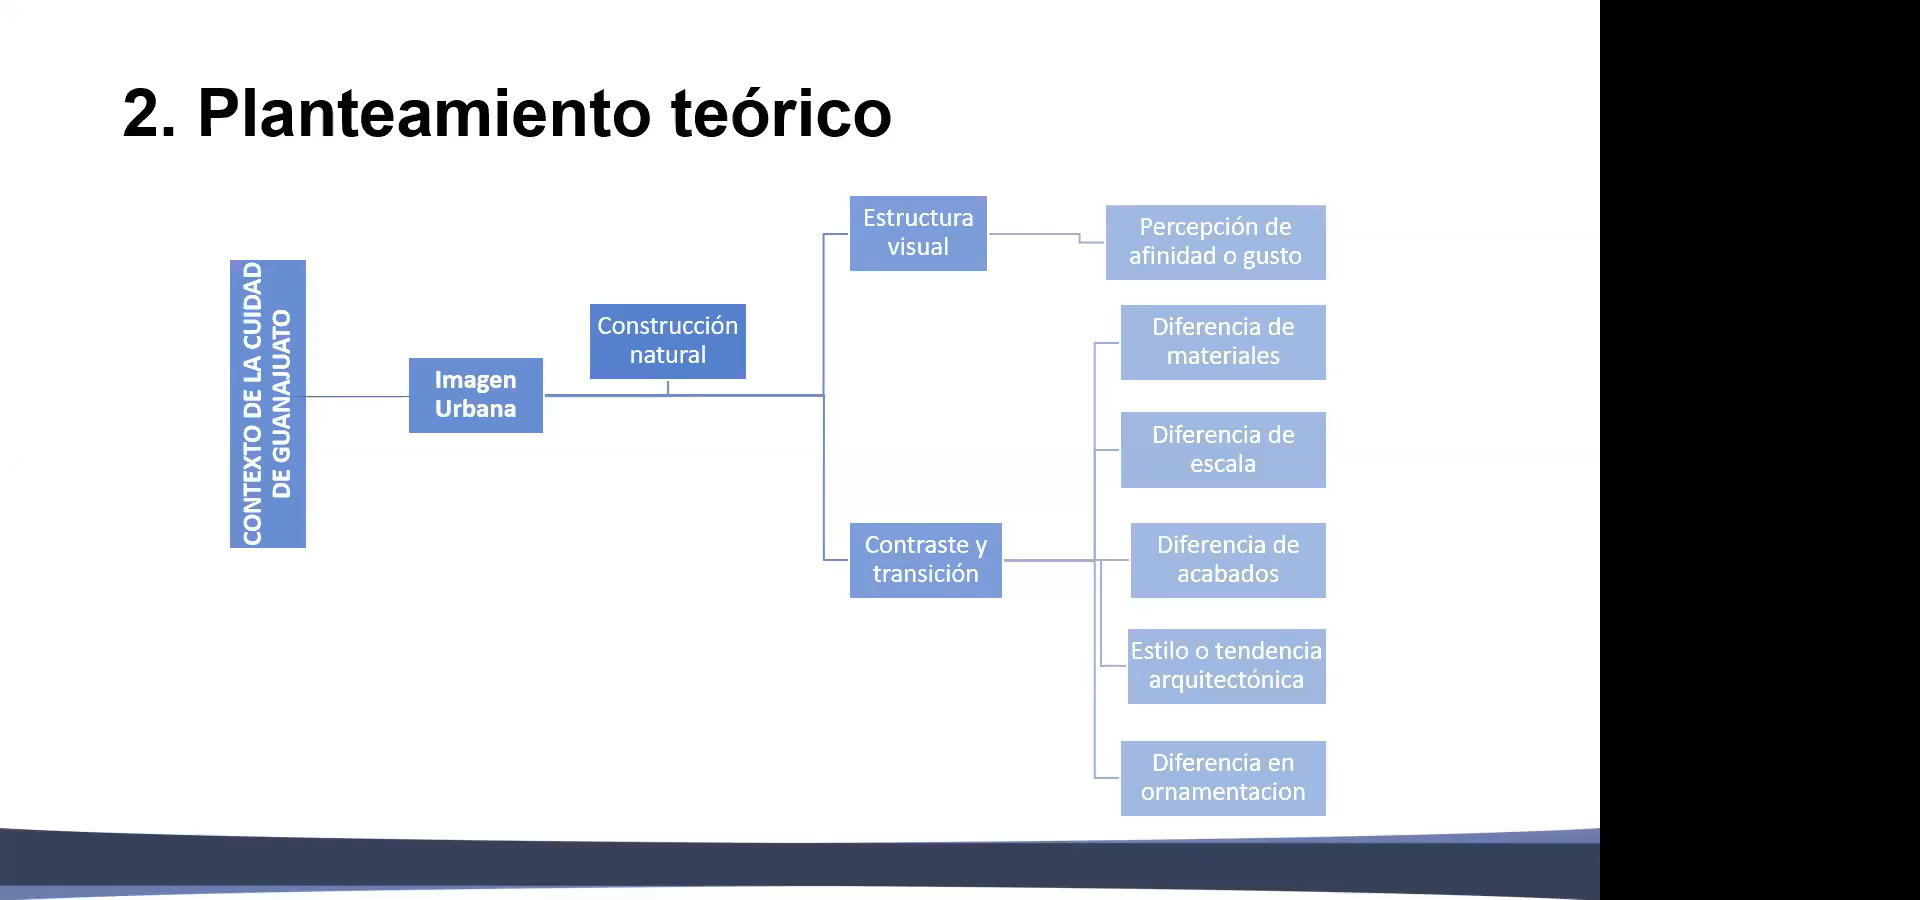 2. Planteamiento teórico
CONTEXTO DE LA CUIDAD
DE GUANAJUATO
Imagen
Urbana
Construcción
natural
Estructura
visual
Percepción de
afinidad o gusto
Contraste y
transición
Diferencia de
materiales
Diferencia de
escala
Diferencia de
acabados
Estilo o tendencia
arquitectónica
Diferencia en
ornamentacion